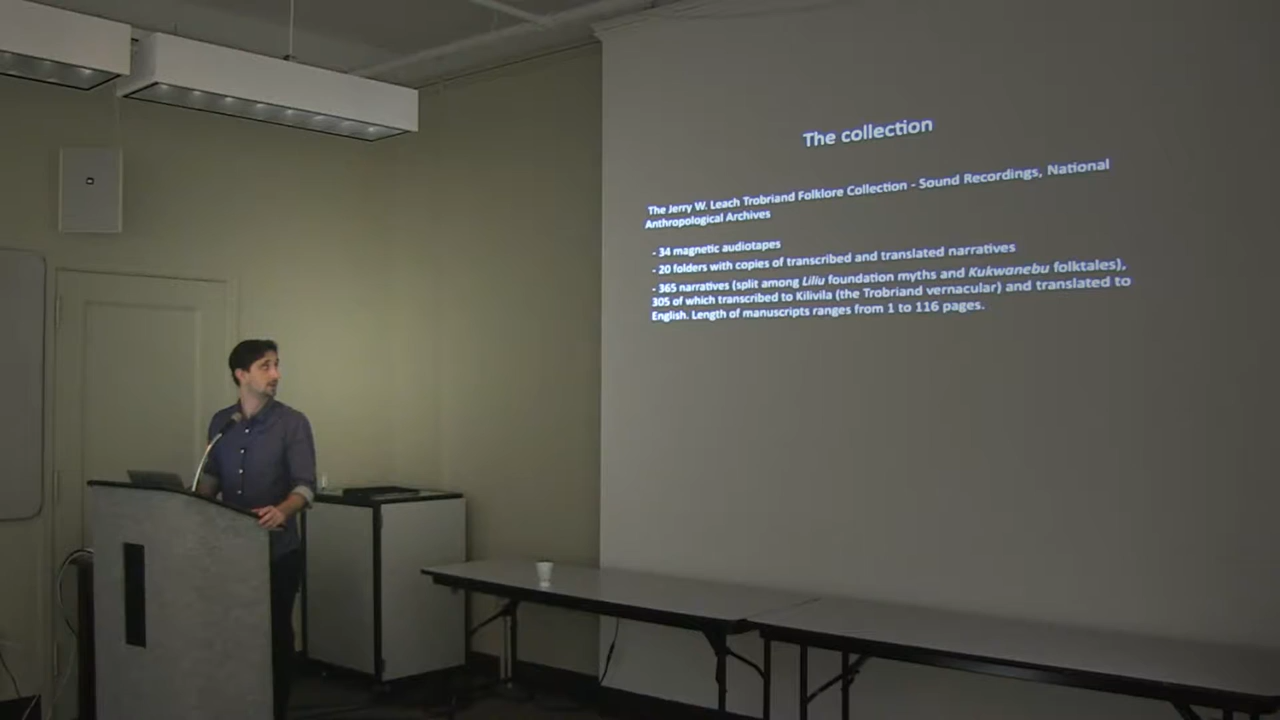 The collection
The Jerry W. Leach Trobriand Folklore Collection - Sound Recordings, National
Anthropological Archives
- 34 magnetic audiotapes
- 20 folders with copies of transcribed and translated narratives
- 365 narratives (split among Liliu foundation myths and Kukwanebu folktales),
305 of which transcribed to Kilivila (the Trobriand vernacular) and translated to
English. Length of manuscripts ranges from 1 to 116 pages.